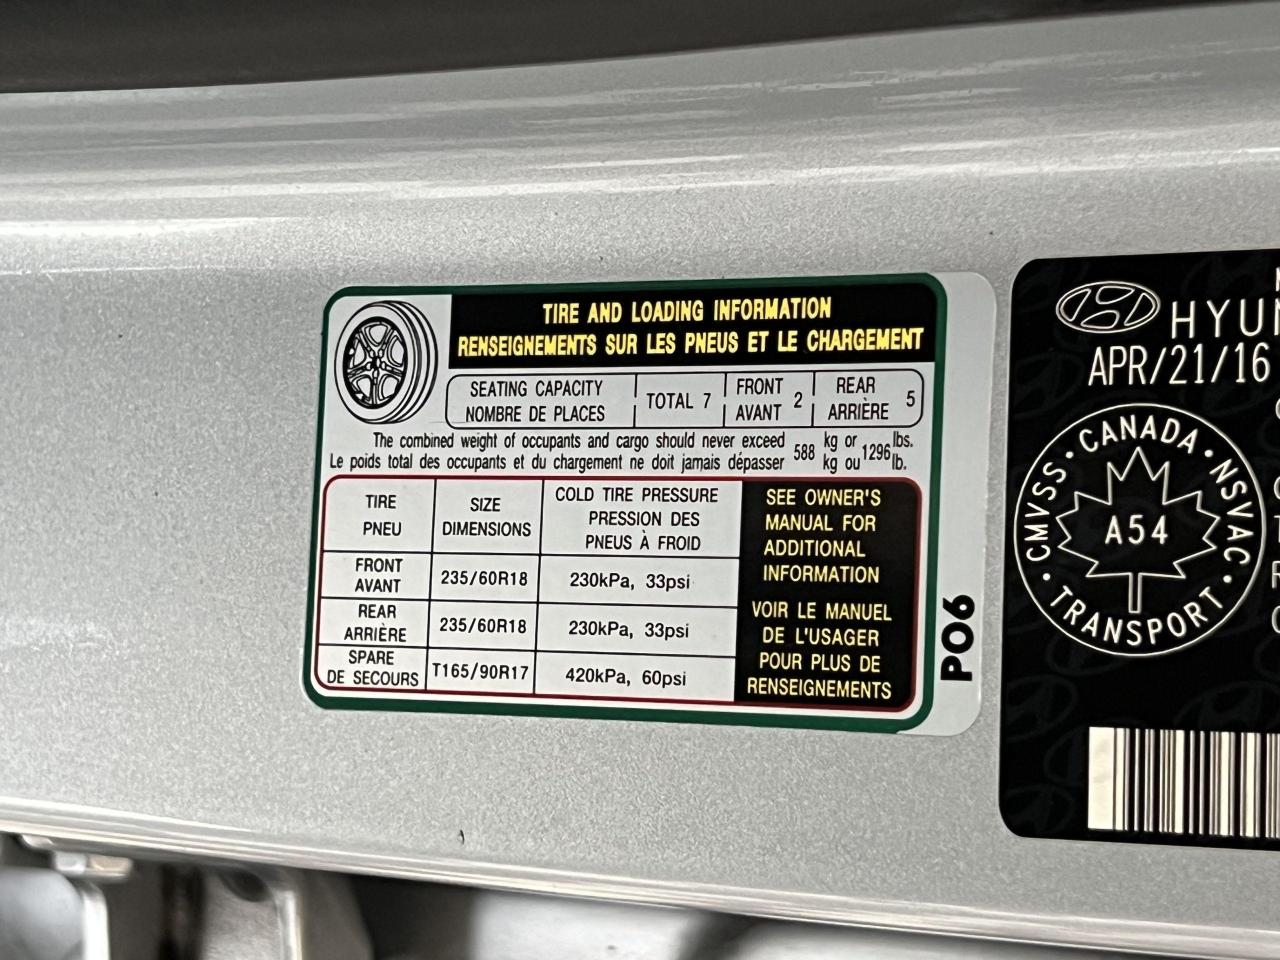 TIRE AND LOADING INFORMATION
RENSEIGNEMENTS SUR LES PNEUS ET LE CHARGEMENT
SEATING CAPACITY
NOMBRE DE PLACES
TOTAL 7
FRONT
AVANT
2
REAR
ARRIÈRE
5
The combined weight of occupants and cargo should never exceed
Le poids total des occupants et du chargement ne doit jamais dépasser
588
kg or
kg ou
1296
lbs.
lb.
TIRE
PNEU
SIZE
DIMENSIONS
COLD TIRE PRESSURE
PRESSION DES
PNEUS À FROID
FRONT
AVANT
235/60R18
230kPa, 33psi
REAR
ARRIÈRE
235/60R18
230kPa, 33psi
SPARE
DE SECOURS
T165/90R17
420kPa, 60psi
SEE OWNER'S
MANUAL FOR
ADDITIONAL
INFORMATION
VOIR LE MANUEL
DE L'USAGER
POUR PLUS DE
RENSEIGNEMENTS
PO6
HYUN
APR/21/16
CMVSS • CANADA • NSVAC • TRANSPORT •
A54